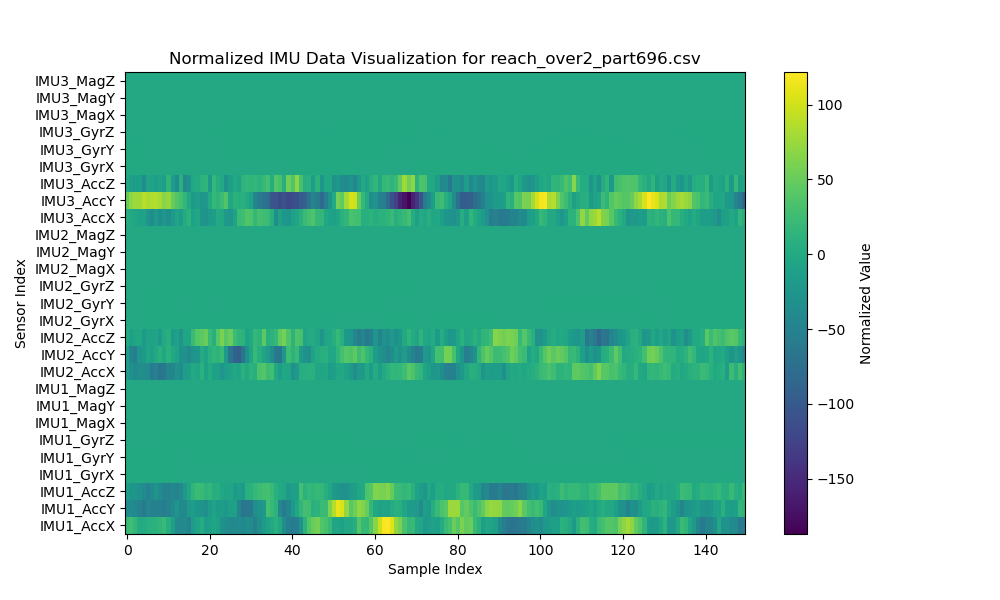 Normalized IMU Data Visualization for reach_over2_part696.csv
IMU3_MagZ
IMU3_MagY
IMU3_MagX
IMU3_GyrZ
IMU3_GyrY
IMU3_GyrX
IMU3_AccZ
IMU3_AccY
IMU3_AccX
IMU2_MagZ
IMU2_MagY
IMU2_MagX
IMU2_GyrZ
IMU2_GyrY
IMU2_GyrX
IMU2_AccZ
IMU2_AccY
IMU2_AccX
IMU1_MagZ
IMU1_MagY
IMU1_MagX
IMU1_GyrZ
IMU1_GyrY
IMU1_GyrX
IMU1_AccZ
IMU1_AccY
IMU1_AccX
Sensor Index
0 20 40 60 80 100 120 140
Sample Index
100
50
0
−50
−100
−150
Normalized Value